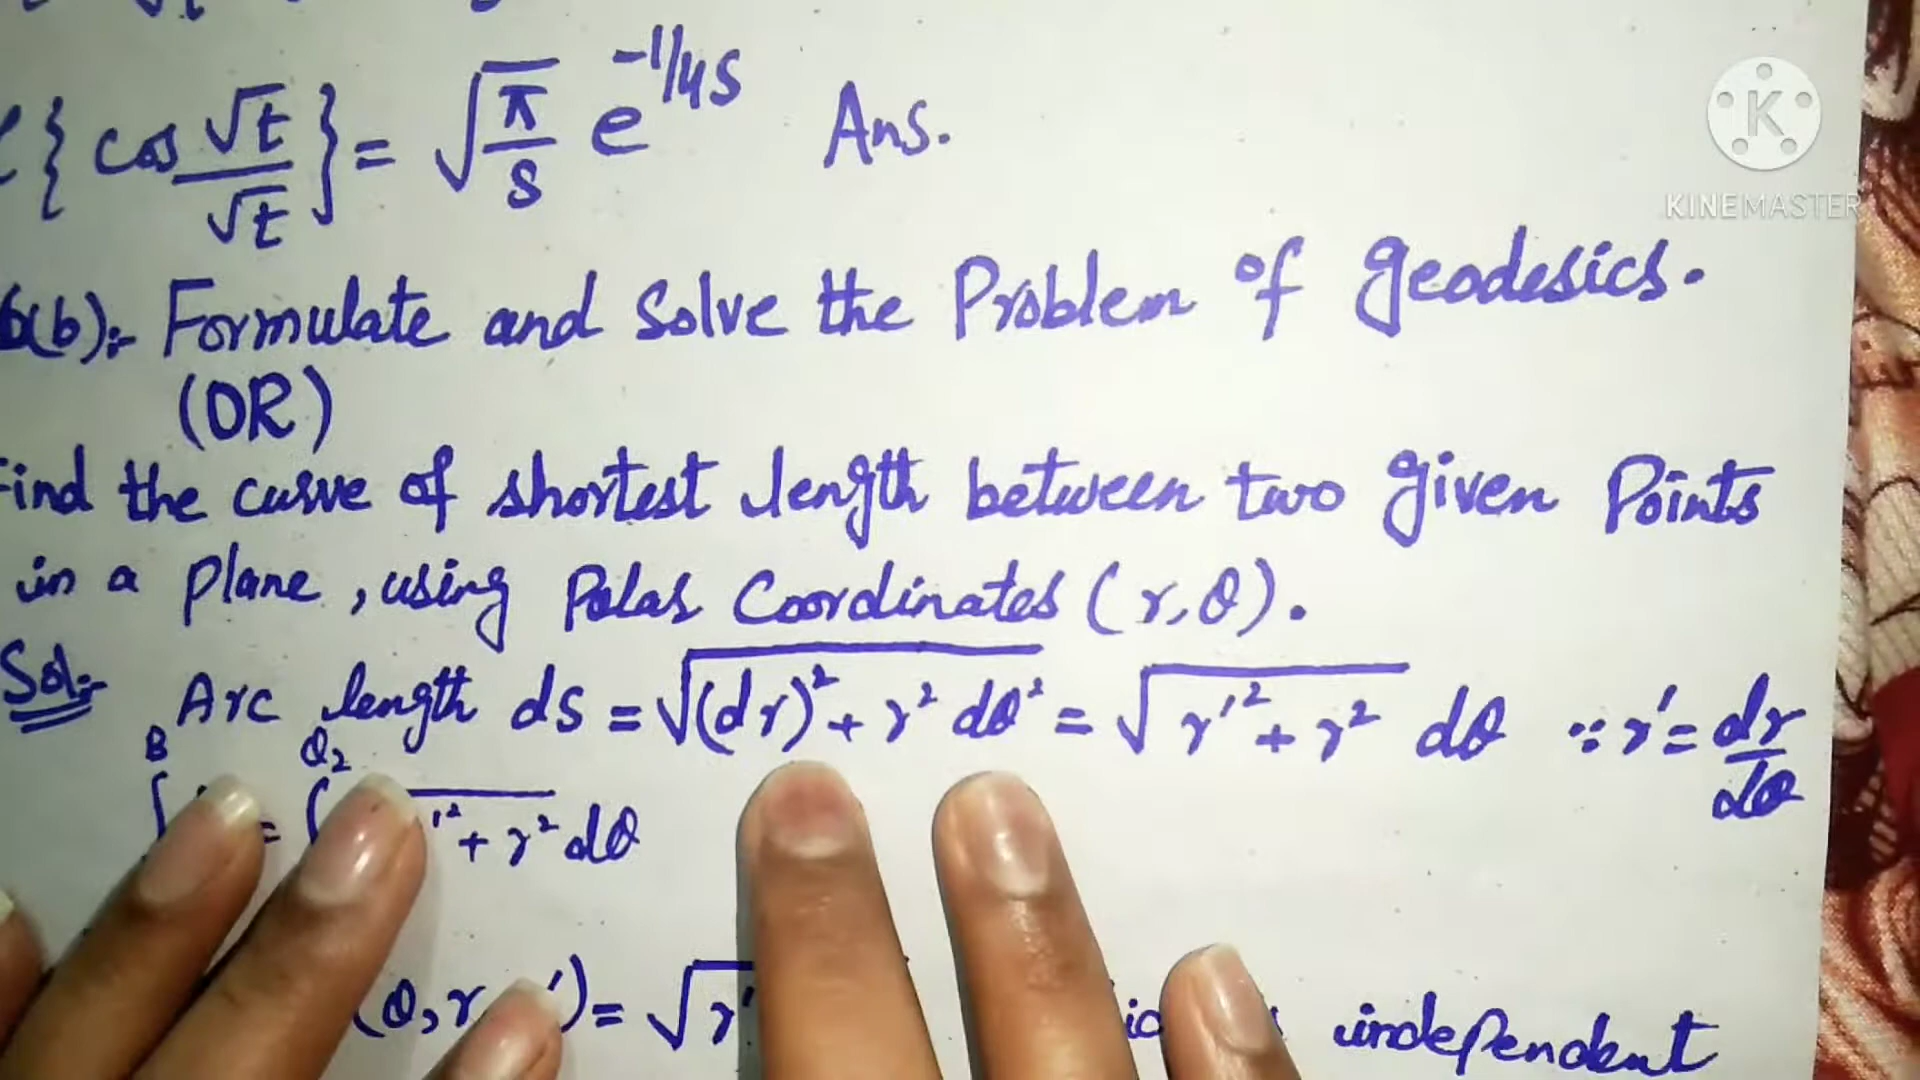 { cos √t / √t } = √π/s e^-1/4s Ans.
6(b):- Formulate and Solve the Problem of geodesics.
(OR)
Find the curve of shortest length between two given Points
in a plane, using Polar Coordinates (r, θ).
Sol:- Arc length ds = √(dr)² + r² dθ² = √r'² + r² dθ ∵ r' = dr/dθ
B θ2
∫ = ∫ '² + r² dθ
(θ, r ') = √r' independent
KINEMASTER